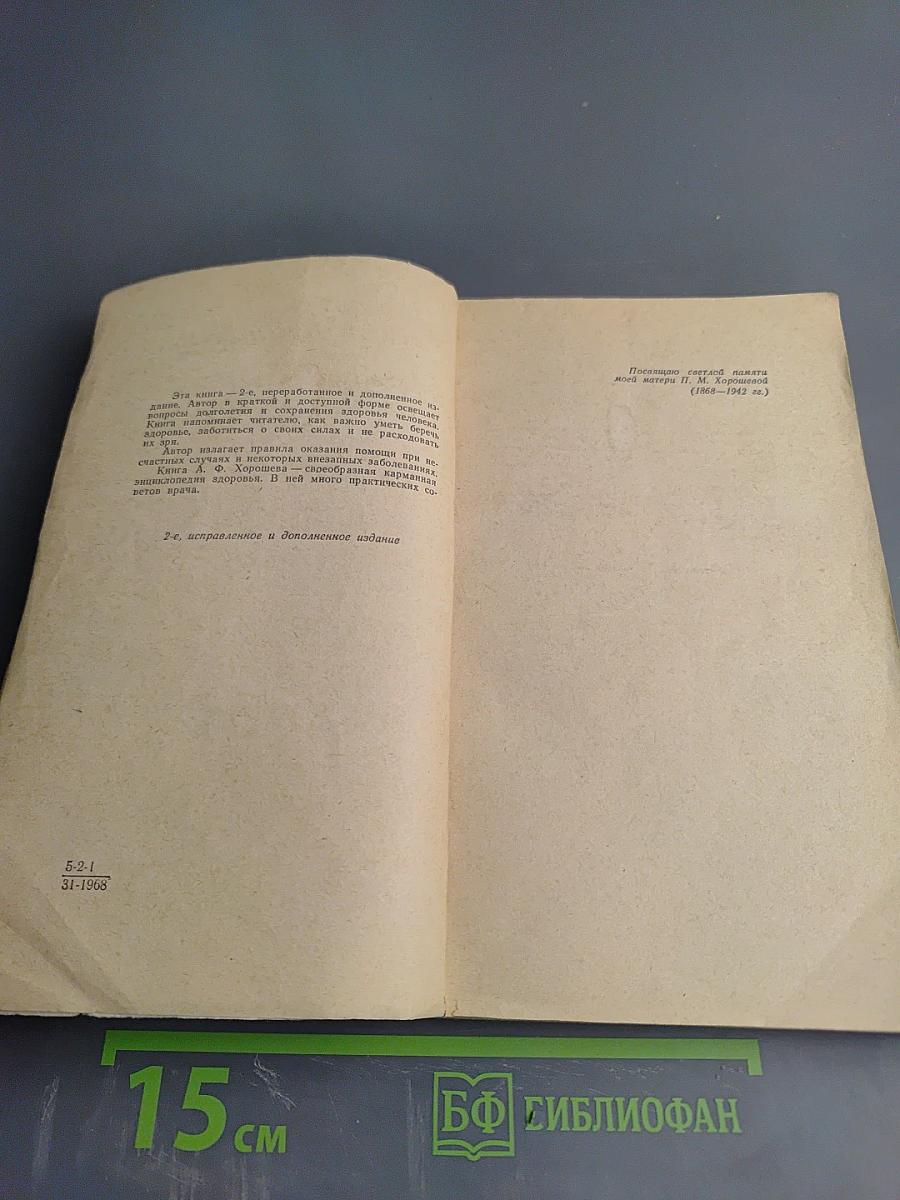 Эта книга — 2-е, переработанное и дополненное из-
дание. Автор в краткой и доступной форме освещает
вопросы долголетия и сохранения здоровья человека.
Книга напоминает читателю, как важно уметь беречь
здоровье, заботиться о своих силах и не расходовать
их зря.
Автор излагает правила оказания помощи при не-
счастных случаях и некоторых внезапных заболеваниях.
Книга А. Ф. Хорошева — своеобразная карманная
энциклопедия здоровья. В ней много практических со-
ветов врача.
2-е, исправленное и дополненное издание
5-2-1
31-1968
Посвящаю светлой памяти
моей матери П. М. Хорошевой
(1868—1942 гг.)
15 см
БФ БИБЛИОФАН